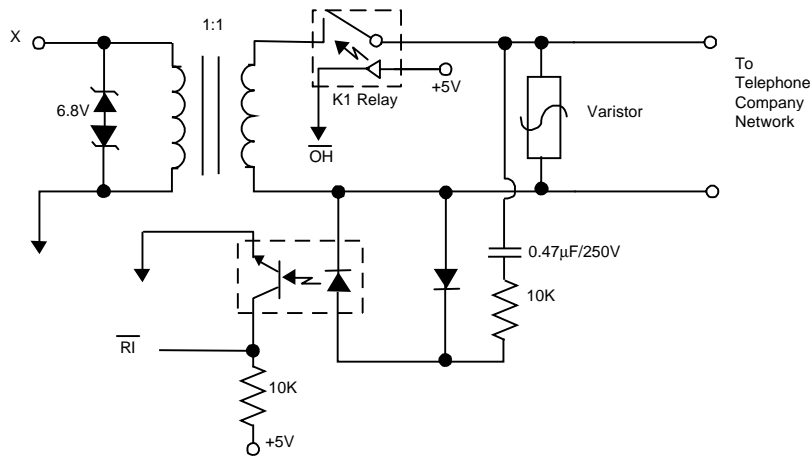 1:1
X
6.8V
+5V
K1 Relay
OH
Varistor
To
Telephone
Company
Network
0.47μF/250V
10K
RI
10K
+5V